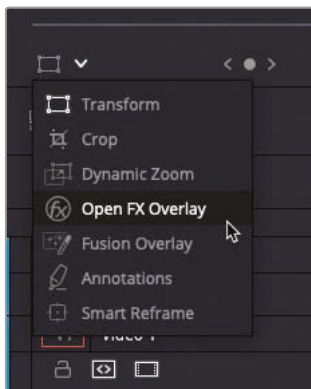 Transform
Crop
Dynamic Zoom
Open FX Overlay
Fusion Overlay
Annotations
Smart Reframe